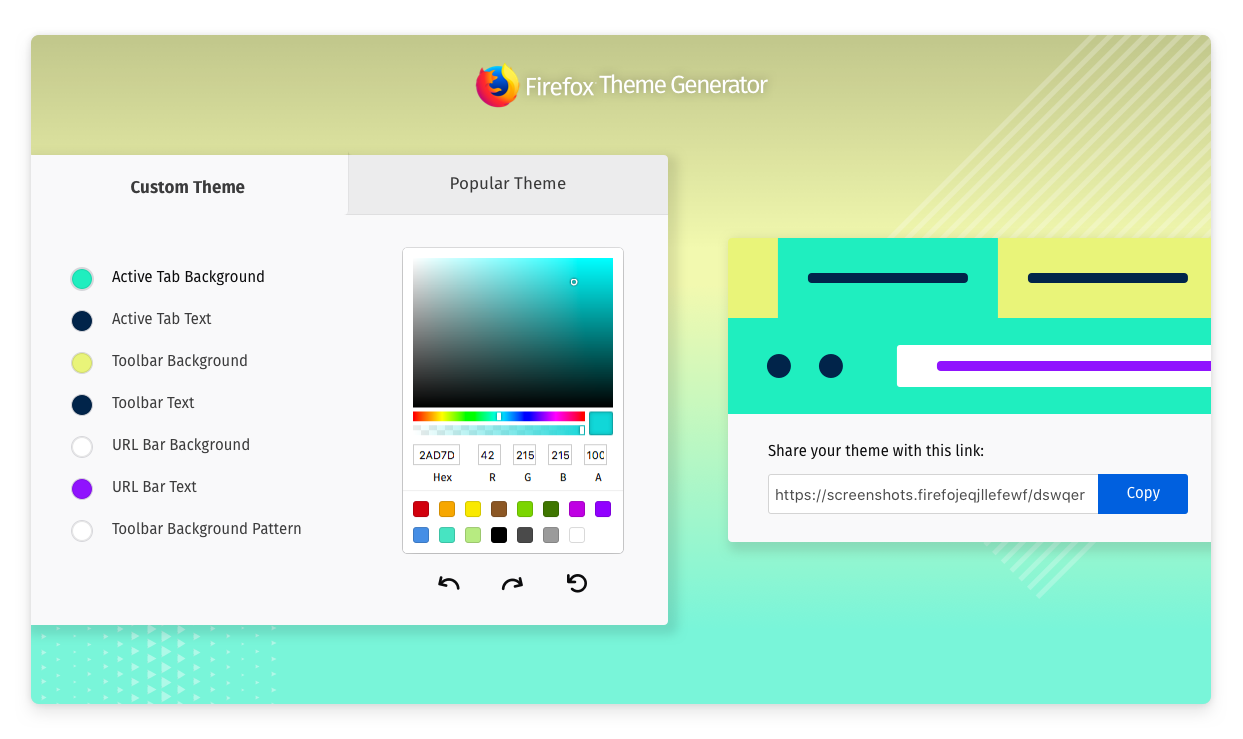 Firefox Theme Generator
Custom Theme
Popular Theme
Active Tab Background
Active Tab Text
Toolbar Background
Toolbar Text
URL Bar Background
URL Bar Text
Toolbar Background Pattern
2AD7D 42 215 215 100
Hex R G B A
Share your theme with this link:
https://screenshots.firefojeqjllefewf/dswqer
Copy